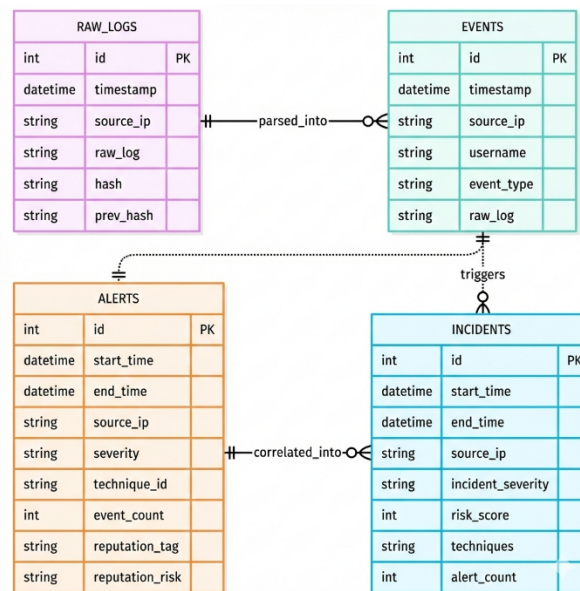 RAW_LOGS
int id PK
datetime timestamp
string source_ip
string raw_log
string hash
string prev_hash
parsed_into
EVENTS
int id PK
datetime timestamp
string source_ip
string username
string event_type
string raw_log
triggers
ALERTS
int id PK
datetime start_time
datetime end_time
string source_ip
string severity
string technique_id
int event_count
string reputation_tag
string reputation_risk
correlated_into
INCIDENTS
int id PK
datetime start_time
datetime end_time
string source_ip
string incident_severity
int risk_score
string techniques
int alert_count